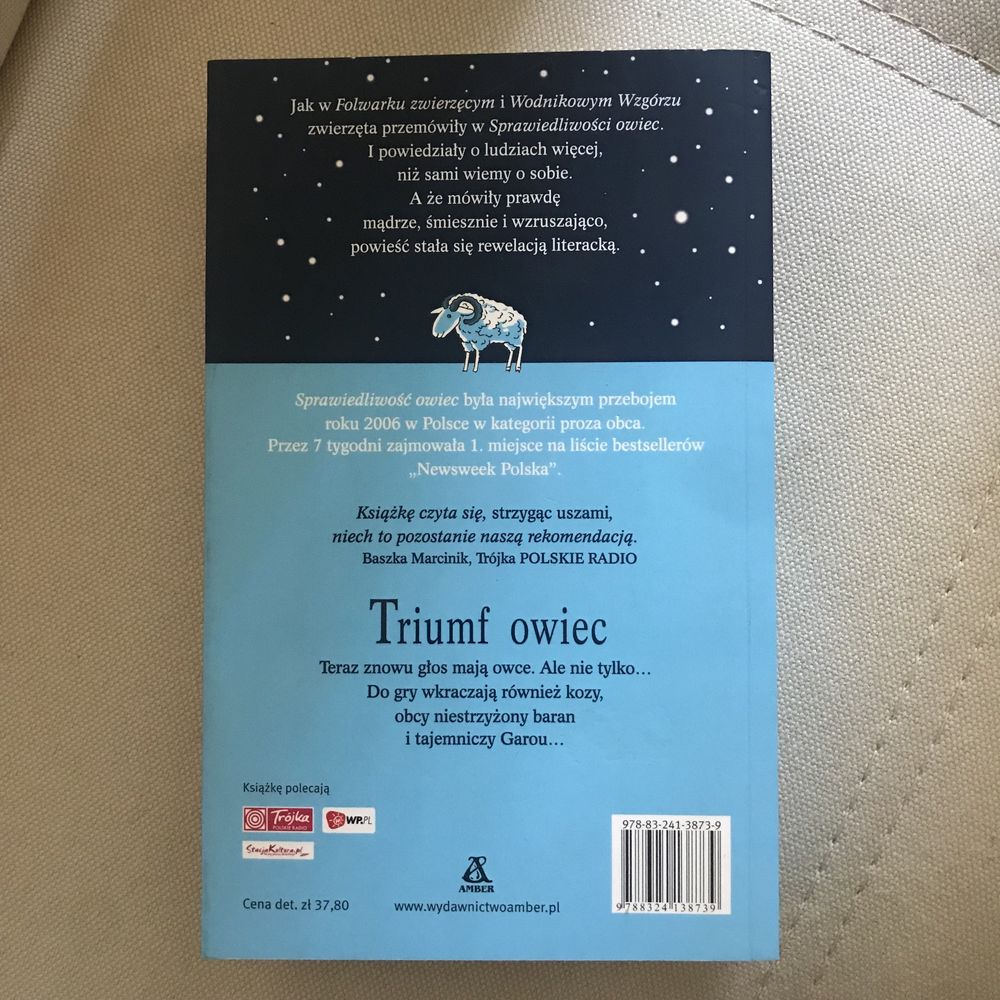 Jak w Folwarku zwierzęcym i Wodnikowym Wzgórzu
zwierzęta przemówiły w Sprawiedliwości owiec.
I powiedziały o ludziach więcej,
niż sami wiemy o sobie.
A że mówiły prawdę
mądrze, śmiesznie i wzruszająco,
powieść stała się rewelacją literacką.
Sprawiedliwość owiec była największym przebojem
roku 2006 w Polsce w kategorii proza obca.
Przez 7 tygodni zajmowała 1. miejsce na liście bestsellerów
„Newsweek Polska”.
Książkę czyta się, strzygąc uszami,
niech to pozostanie naszą rekomendacją.
Baszka Marcinik, Trójka POLSKIE RADIO
Triumf owiec
Teraz znowu głos mają owce. Ale nie tylko...
Do gry wkraczają również kozy,
obcy niestrzyżony baran
i tajemniczy Garou...
Książkę polecają
Trójka
POLSKIE RADIO
WP.PL
StacjaKultura.pl
Cena det. zł 37,80
AMBER
www.wydawnictwoamber.pl
978-83-241-3873-9
9788324138739